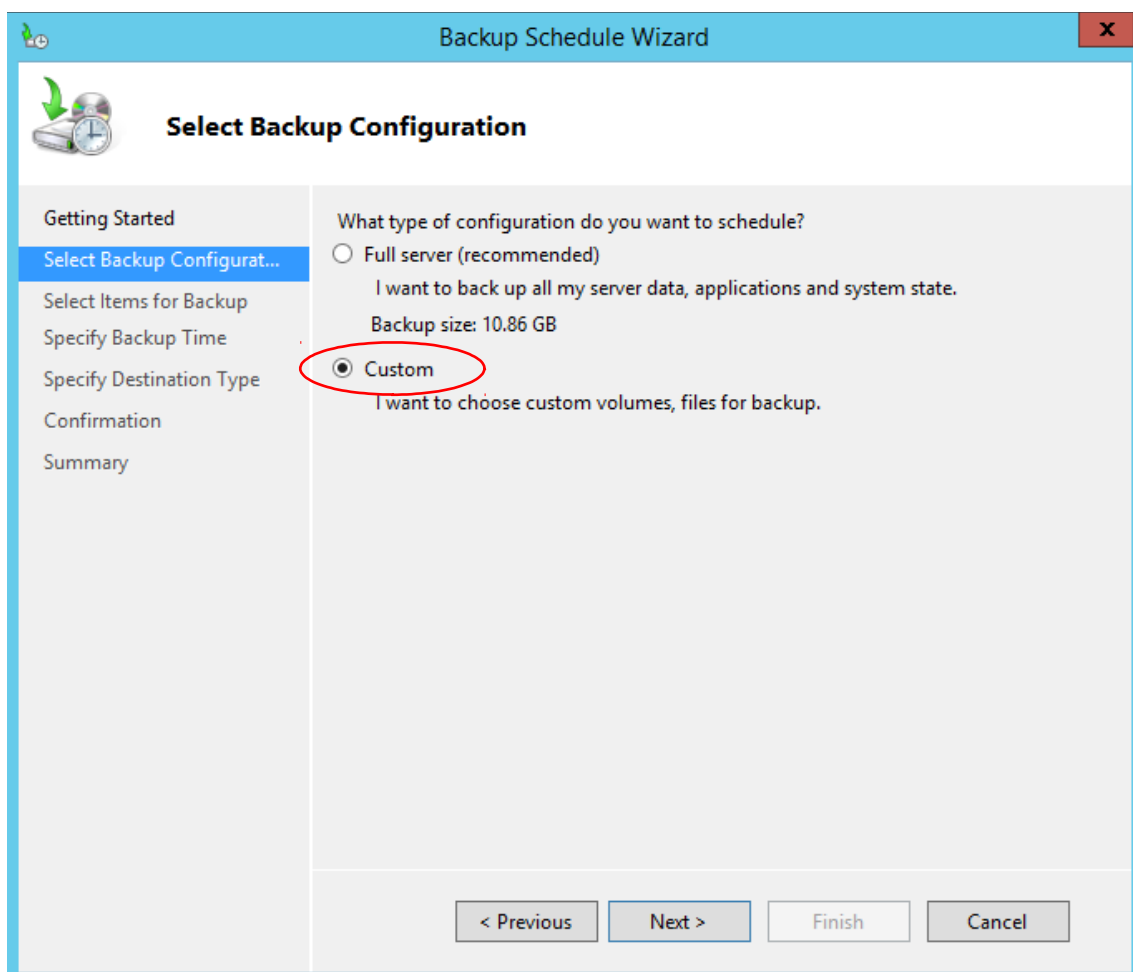 Backup Schedule Wizard
x
Select Backup Configuration
Getting Started
Select Backup Configurat...
Select Items for Backup
Specify Backup Time
Specify Destination Type
Confirmation
Summary
What type of configuration do you want to schedule?
Full server (recommended)
I want to back up all my server data, applications and system state.
Backup size: 10.86 GB
Custom
I want to choose custom volumes, files for backup.
< Previous
Next >
Finish
Cancel